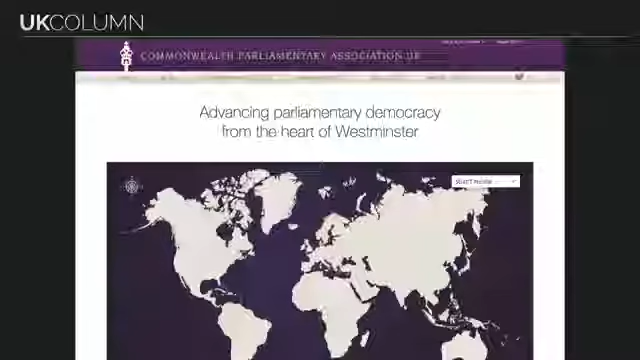 UKCOLUMN
COMMONWEALTH PARLIAMENTARY ASSOCIATION UK
Advancing parliamentary democracy
from the heart of Westminster